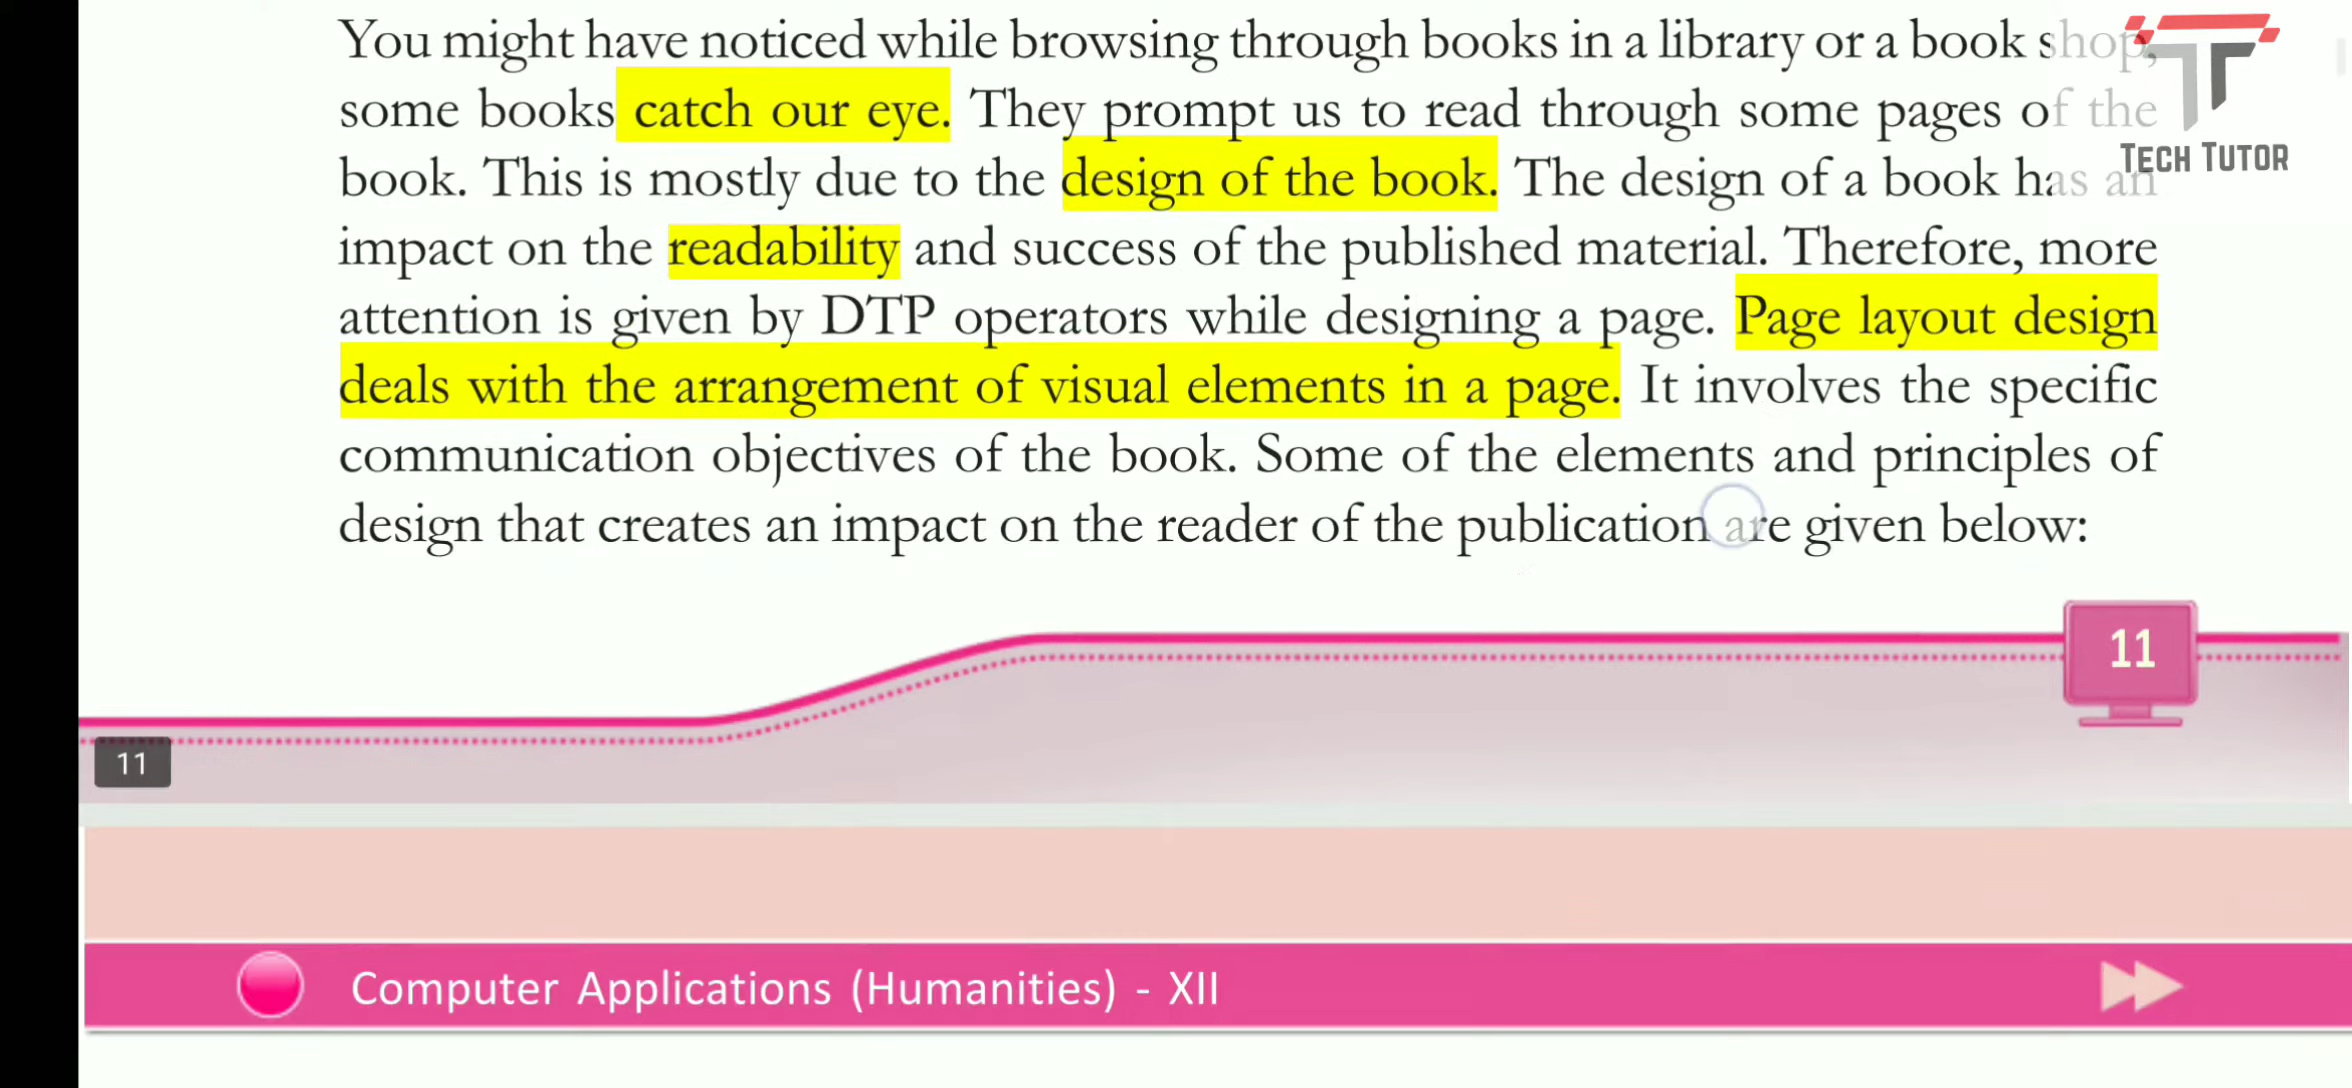 You might have noticed while browsing through books in a library or a book shop,
some books catch our eye. They prompt us to read through some pages of the
book. This is mostly due to the design of the book. The design of a book has an
impact on the readability and success of the published material. Therefore, more
attention is given by DTP operators while designing a page. Page layout design
deals with the arrangement of visual elements in a page. It involves the specific
communication objectives of the book. Some of the elements and principles of
design that creates an impact on the reader of the publication are given below:
TECH TUTOR
11
11
Computer Applications (Humanities) - XII